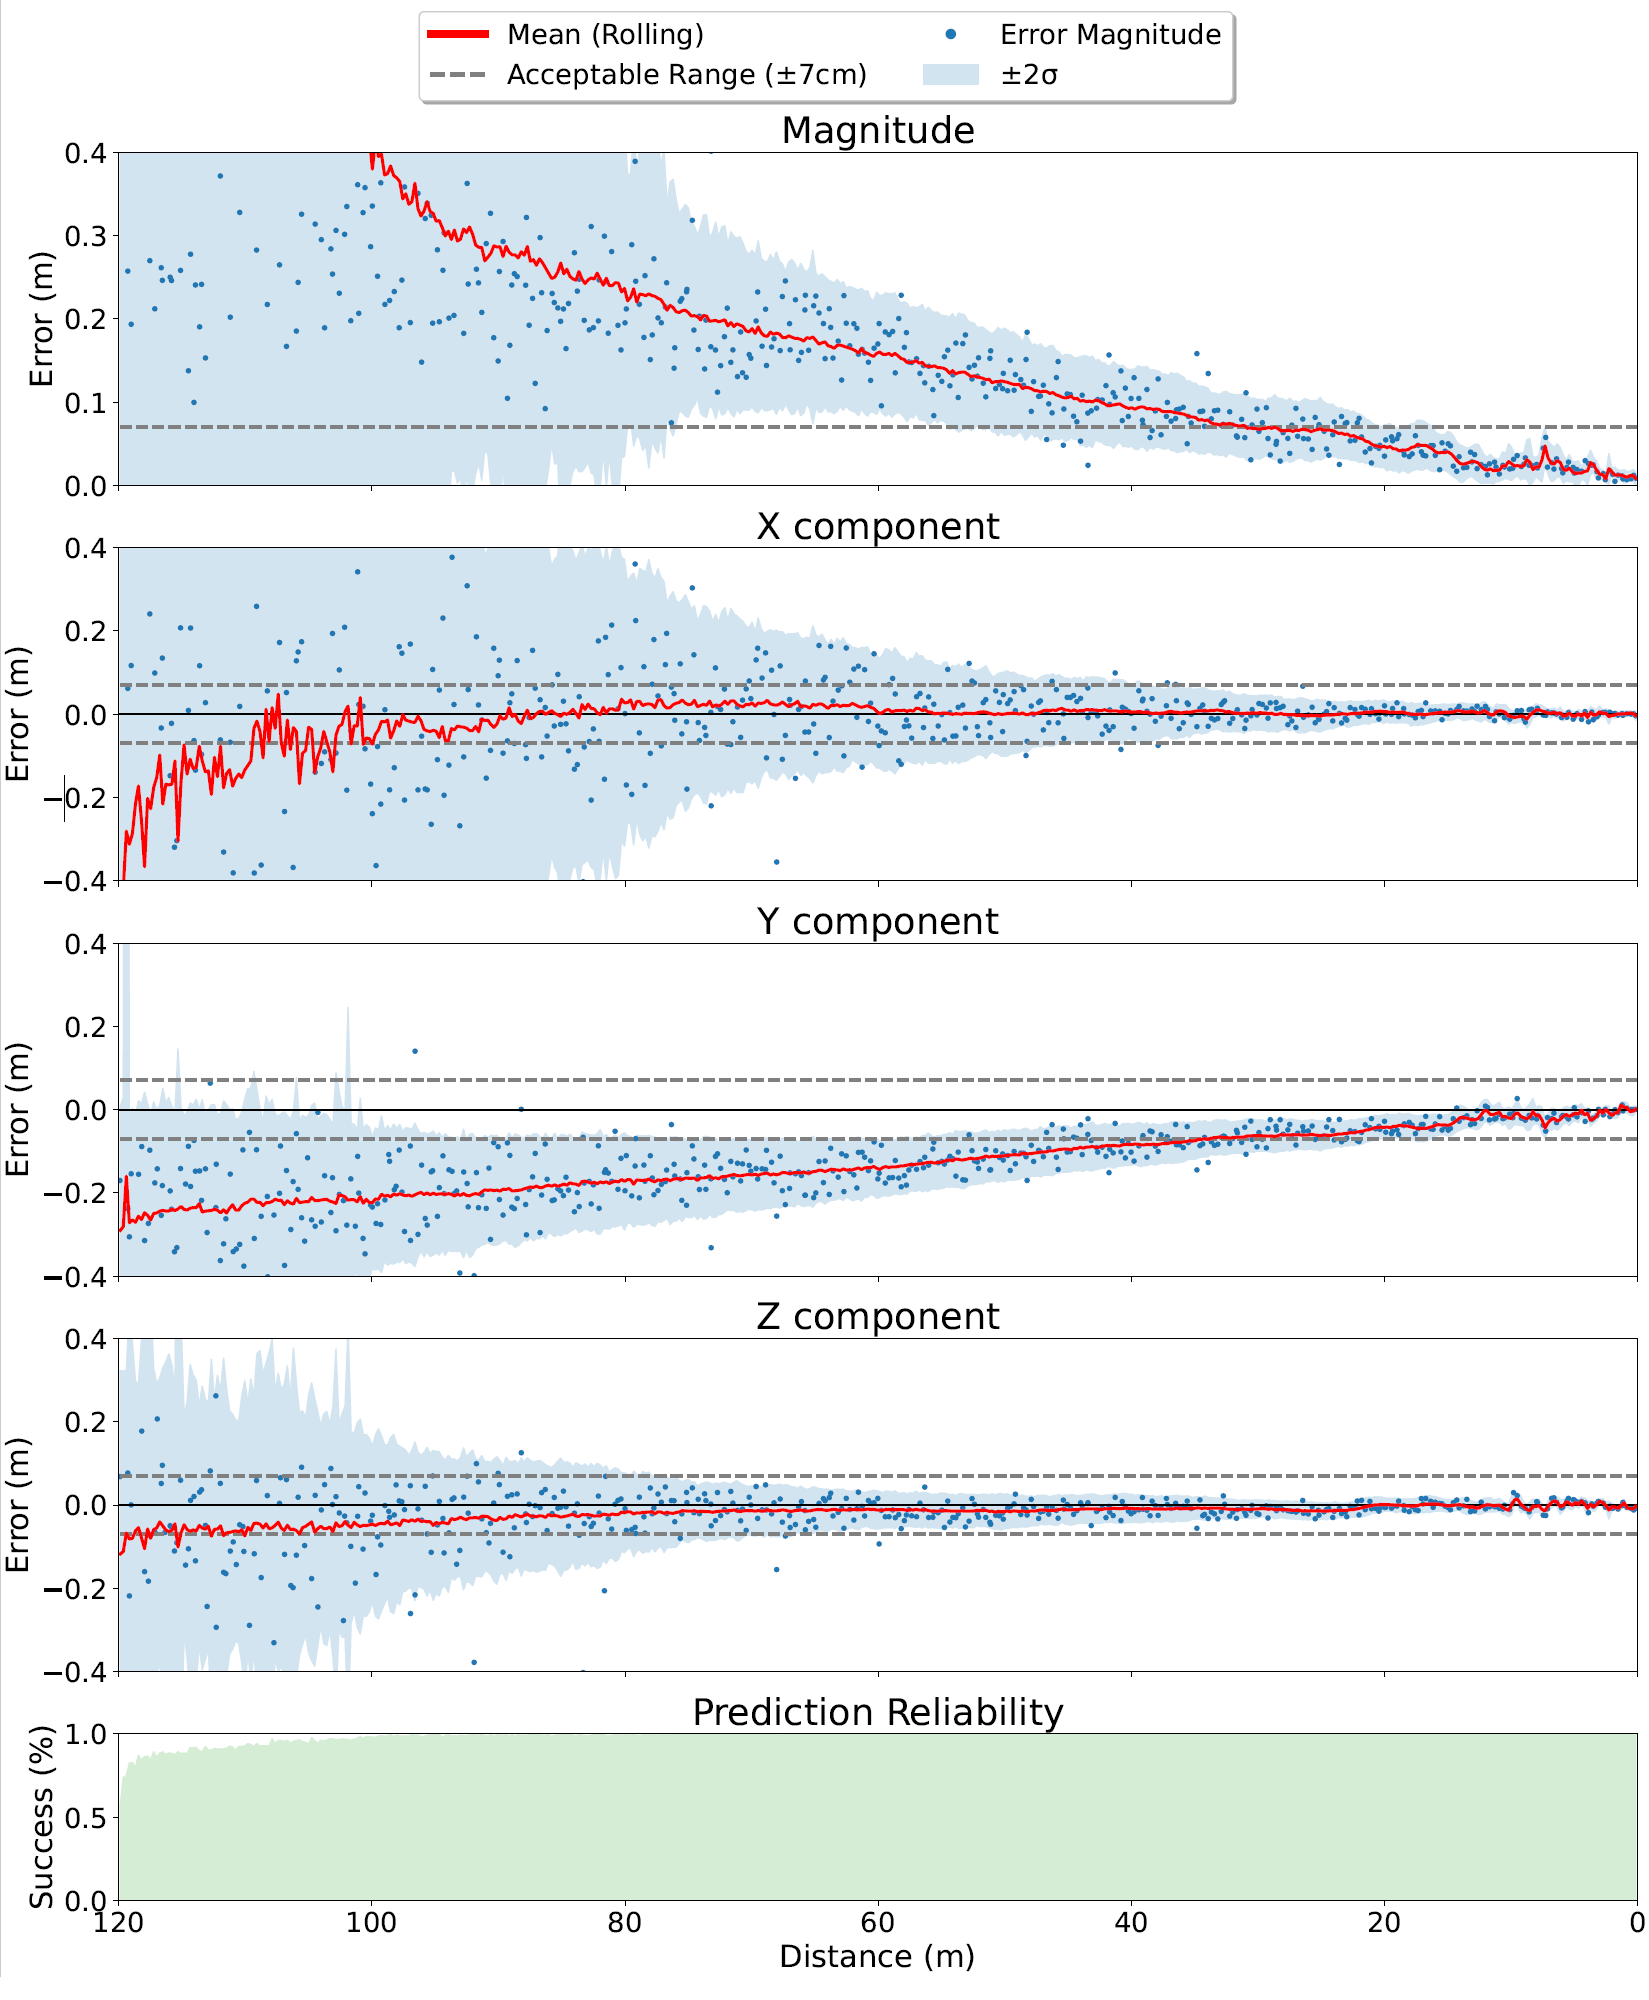 Mean (Rolling)
Error Magnitude
Acceptable Range (±7cm)
±2σ
Magnitude
0.4
0.3
0.2
0.1
0.0
Error (m)
X component
0.4
0.2
0.0
−0.2
−0.4
Error (m)
Y component
0.4
0.2
0.0
−0.2
−0.4
Error (m)
Z component
0.4
0.2
0.0
−0.2
−0.4
Error (m)
Prediction Reliability
1.0
0.5
0.0
Success (%)
120 100 80 60 40 20 0
Distance (m)